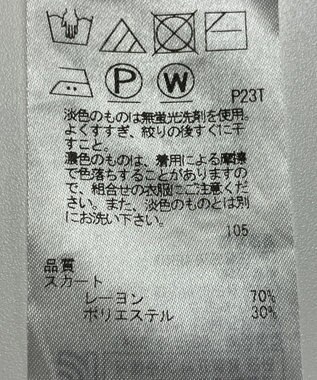 P W
P23T
淡色のものは無蛍光洗剤を使用。
よくすすぎ、絞りの後すぐに干
すこと。
濃色のものは、着用による摩擦
で色落ちすることがありますの
で、組合せの衣服にご注意くださ
い。また、淡色のものとは別
にお洗い下さい。
105
品質
スカート
レーヨン 70%
ポリエステル 30%